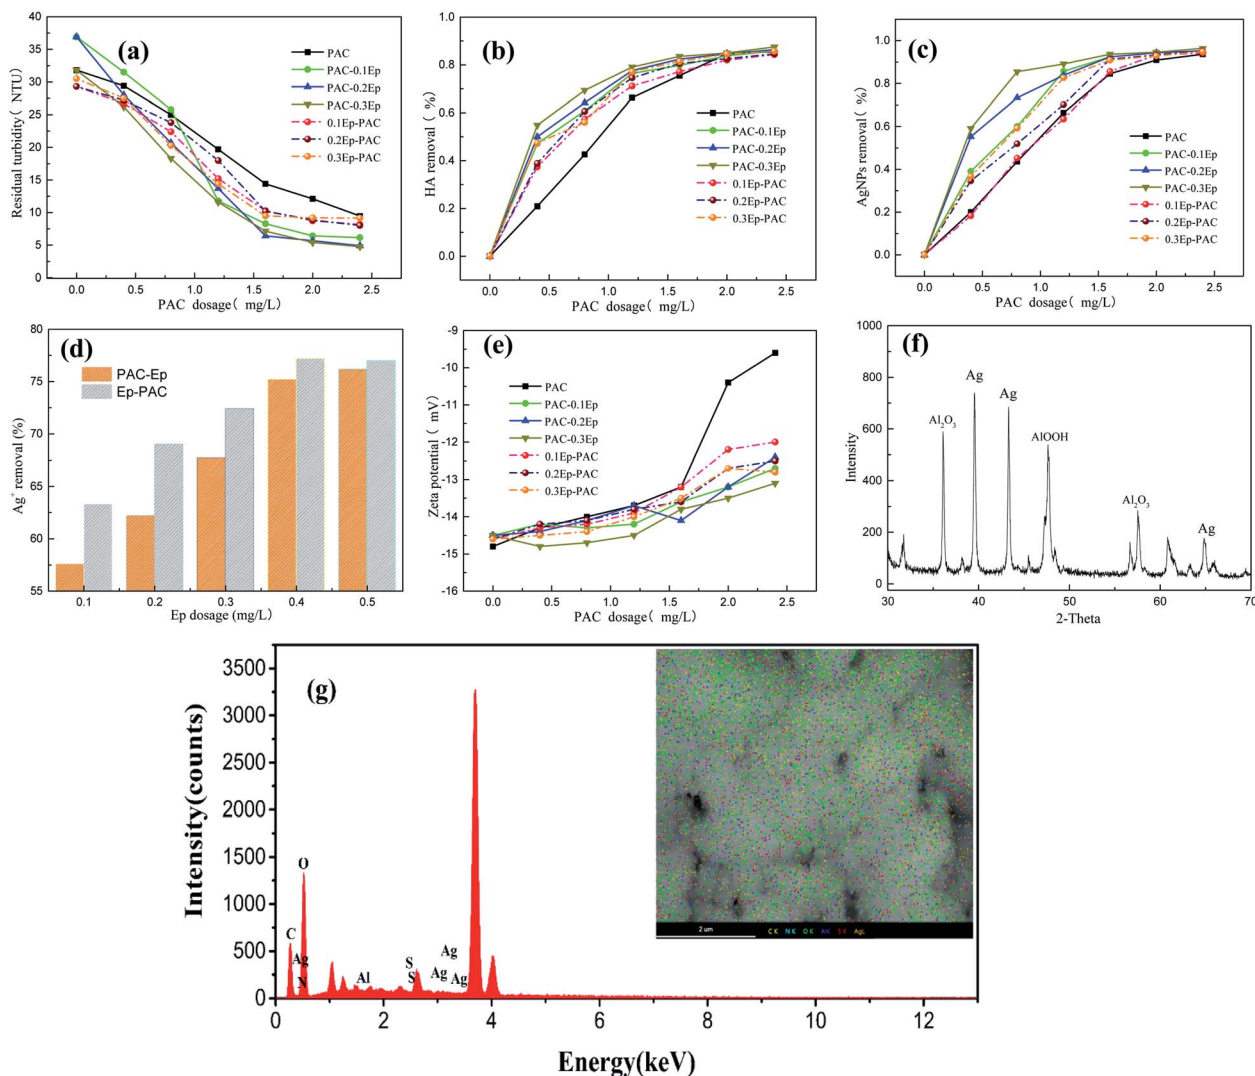 (a)
Residual turbidity( NTU)
40
35
30
25
20
15
10
5
0
0.0 0.5 1.0 1.5 2.0 2.5
PAC dosage( mg/L)
PAC
PAC-0.1Ep
PAC-0.2Ep
PAC-0.3Ep
0.1Ep-PAC
0.2Ep-PAC
0.3Ep-PAC
(b)
HA removal (%)
1.0
0.8
0.6
0.4
0.2
0.0
0.0 0.5 1.0 1.5 2.0 2.5
PAC dosage( mg/L)
PAC
PAC-0.1Ep
PAC-0.2Ep
PAC-0.3Ep
0.1Ep-PAC
0.2Ep-PAC
0.3Ep-PAC
(c)
AgNPs removal( %)
1.0
0.8
0.6
0.4
0.2
0.0
0.0 0.5 1.0 1.5 2.0 2.5
PAC dosage( mg/L)
PAC
PAC-0.1Ep
PAC-0.2Ep
PAC-0.3Ep
0.1Ep-PAC
0.2Ep-PAC
0.3Ep-PAC
(d)
Ag⁺ removal (%)
80
75
70
65
60
55
0.1 0.2 0.3 0.4 0.5
Ep dosage (mg/L)
PAC-Ep
Ep-PAC
(e)
Zeta potential ( mV)
-9
-10
-11
-12
-13
-14
-15
-16
0.0 0.5 1.0 1.5 2.0 2.5
PAC dosage( mg/L)
PAC
PAC-0.1Ep
PAC-0.2Ep
PAC-0.3Ep
0.1Ep-PAC
0.2Ep-PAC
0.3Ep-PAC
(f)
Intensity
1000
800
600
400
200
0
30 40 50 60 70
2-Theta
Al₂O₃
Ag
Ag
AlOOH
Al₂O₃
Ag
(g)
Intensity(counts)
3500
3000
2500
2000
1500
1000
500
0
0 2 4 6 8 10 12
Energy(keV)
C
Ag
O
N
Al
S
S
Ag
Ag
Ag
2 um
C K N K O K Al K S K Ag L